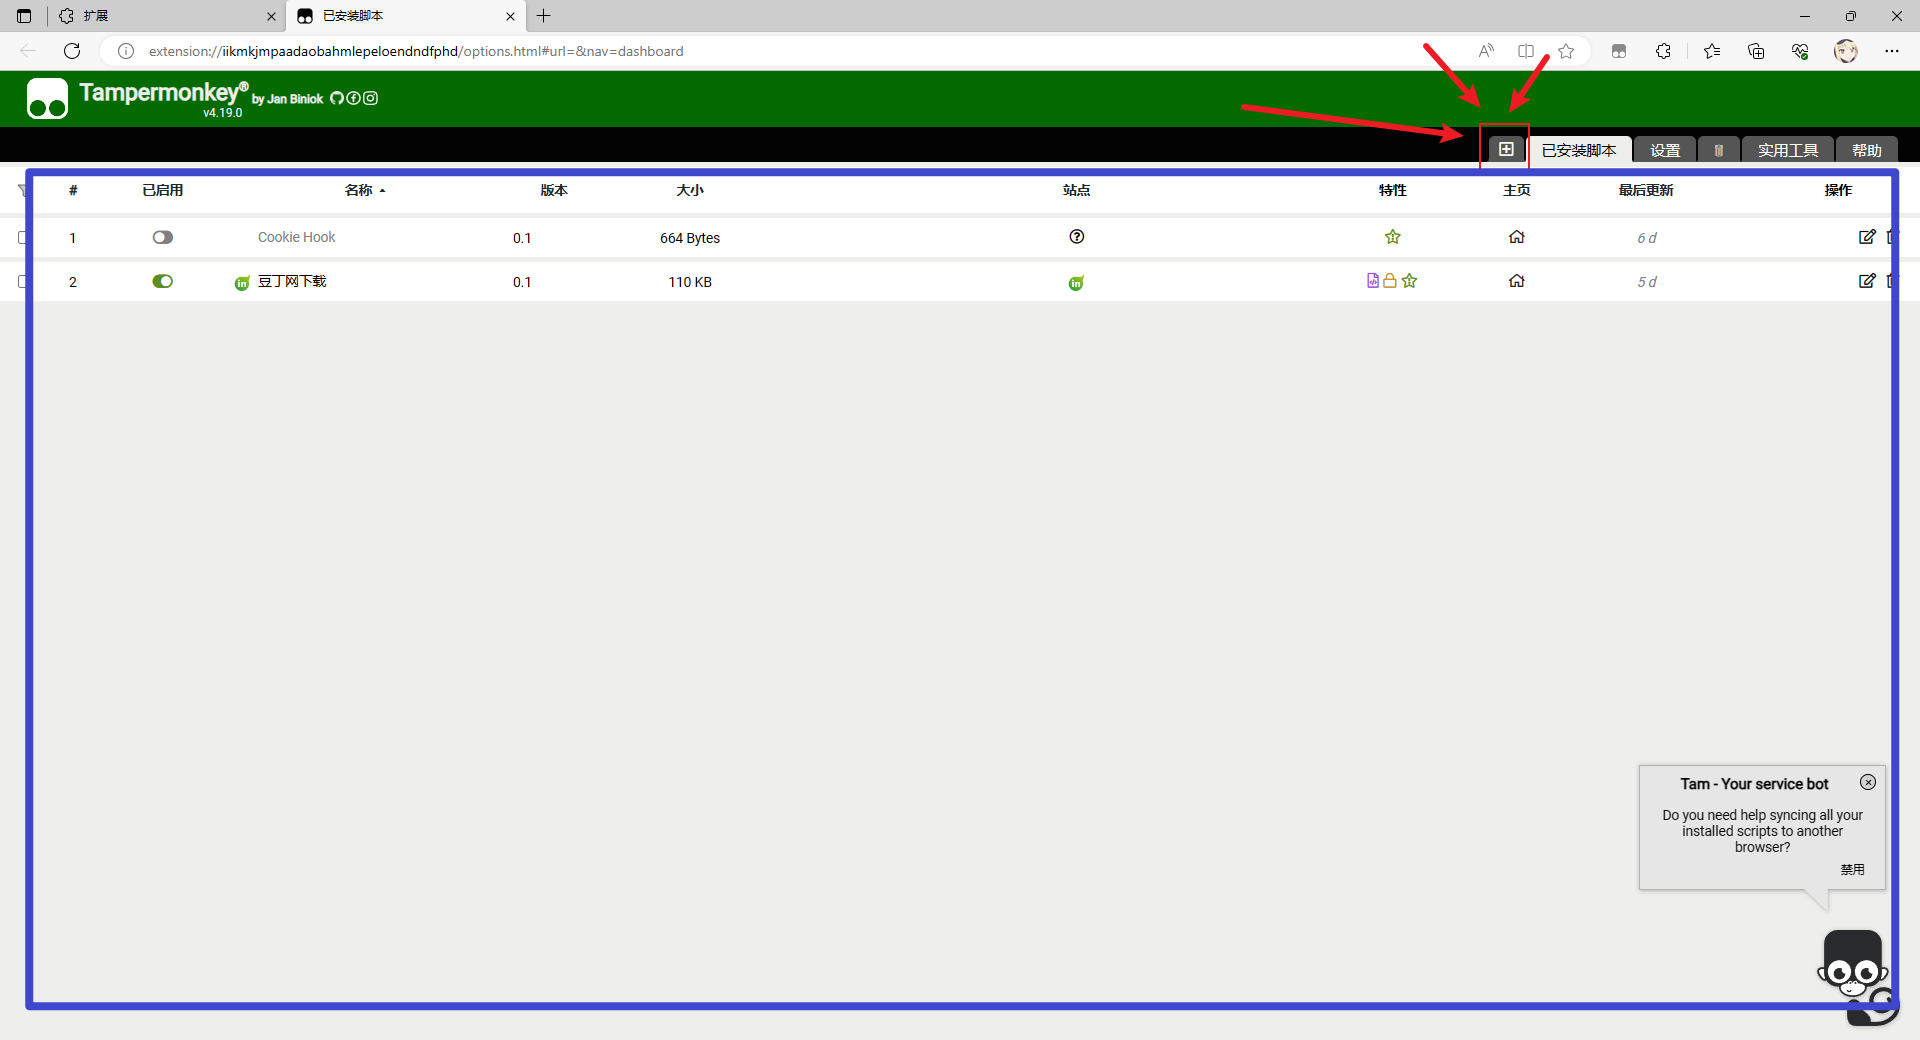 扩展
已安装脚本
extension://iikmkjmpaadaobahmlepeloendndfphd/options.html#url=&nav=dashboard
Tampermonkey® by Jan Biniok
v4.19.0
已安装脚本 设置 实用工具 帮助
# 已启用 名称 版本 大小 站点 特性 主页 最后更新 操作
1 Cookie Hook 0.1 664 Bytes 6 d
2 豆丁网下载 0.1 110 KB 5 d
Tam - Your service bot
Do you need help syncing all your
installed scripts to another
browser?
禁用